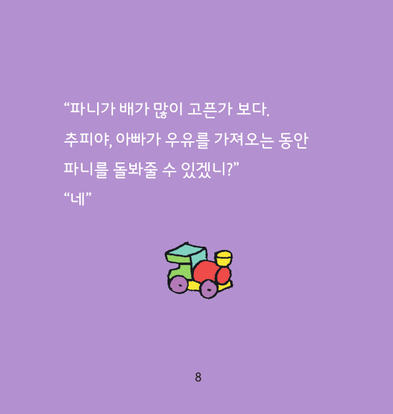 “파니가 배가 많이 고픈가 보다.
추피야, 아빠가 우유를 가져오는 동안
파니를 돌봐줄 수 있겠니?”
“네”
8